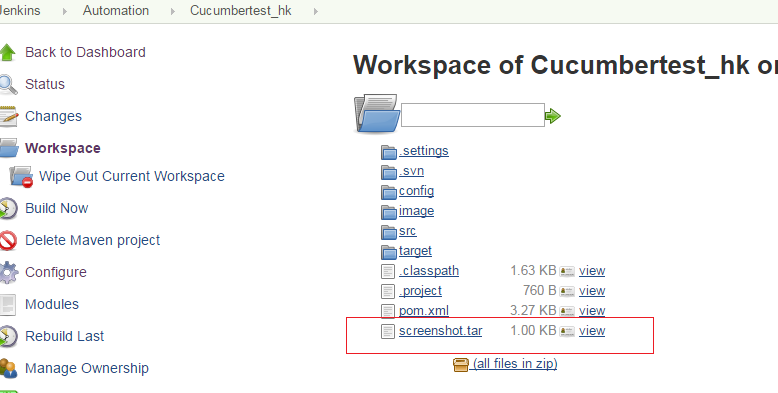 Jenkins Automation Cucumbertest_hk
Back to Dashboard
Status
Changes
Workspace
Wipe Out Current Workspace
Build Now
Delete Maven project
Configure
Modules
Rebuild Last
Manage Ownership
Workspace of Cucumbertest_hk on
.settings
.svn
config
image
src
target
.classpath 1.63 KB view
.project 760 B view
pom.xml 3.27 KB view
screenshot.tar 1.00 KB view
(all files in zip)